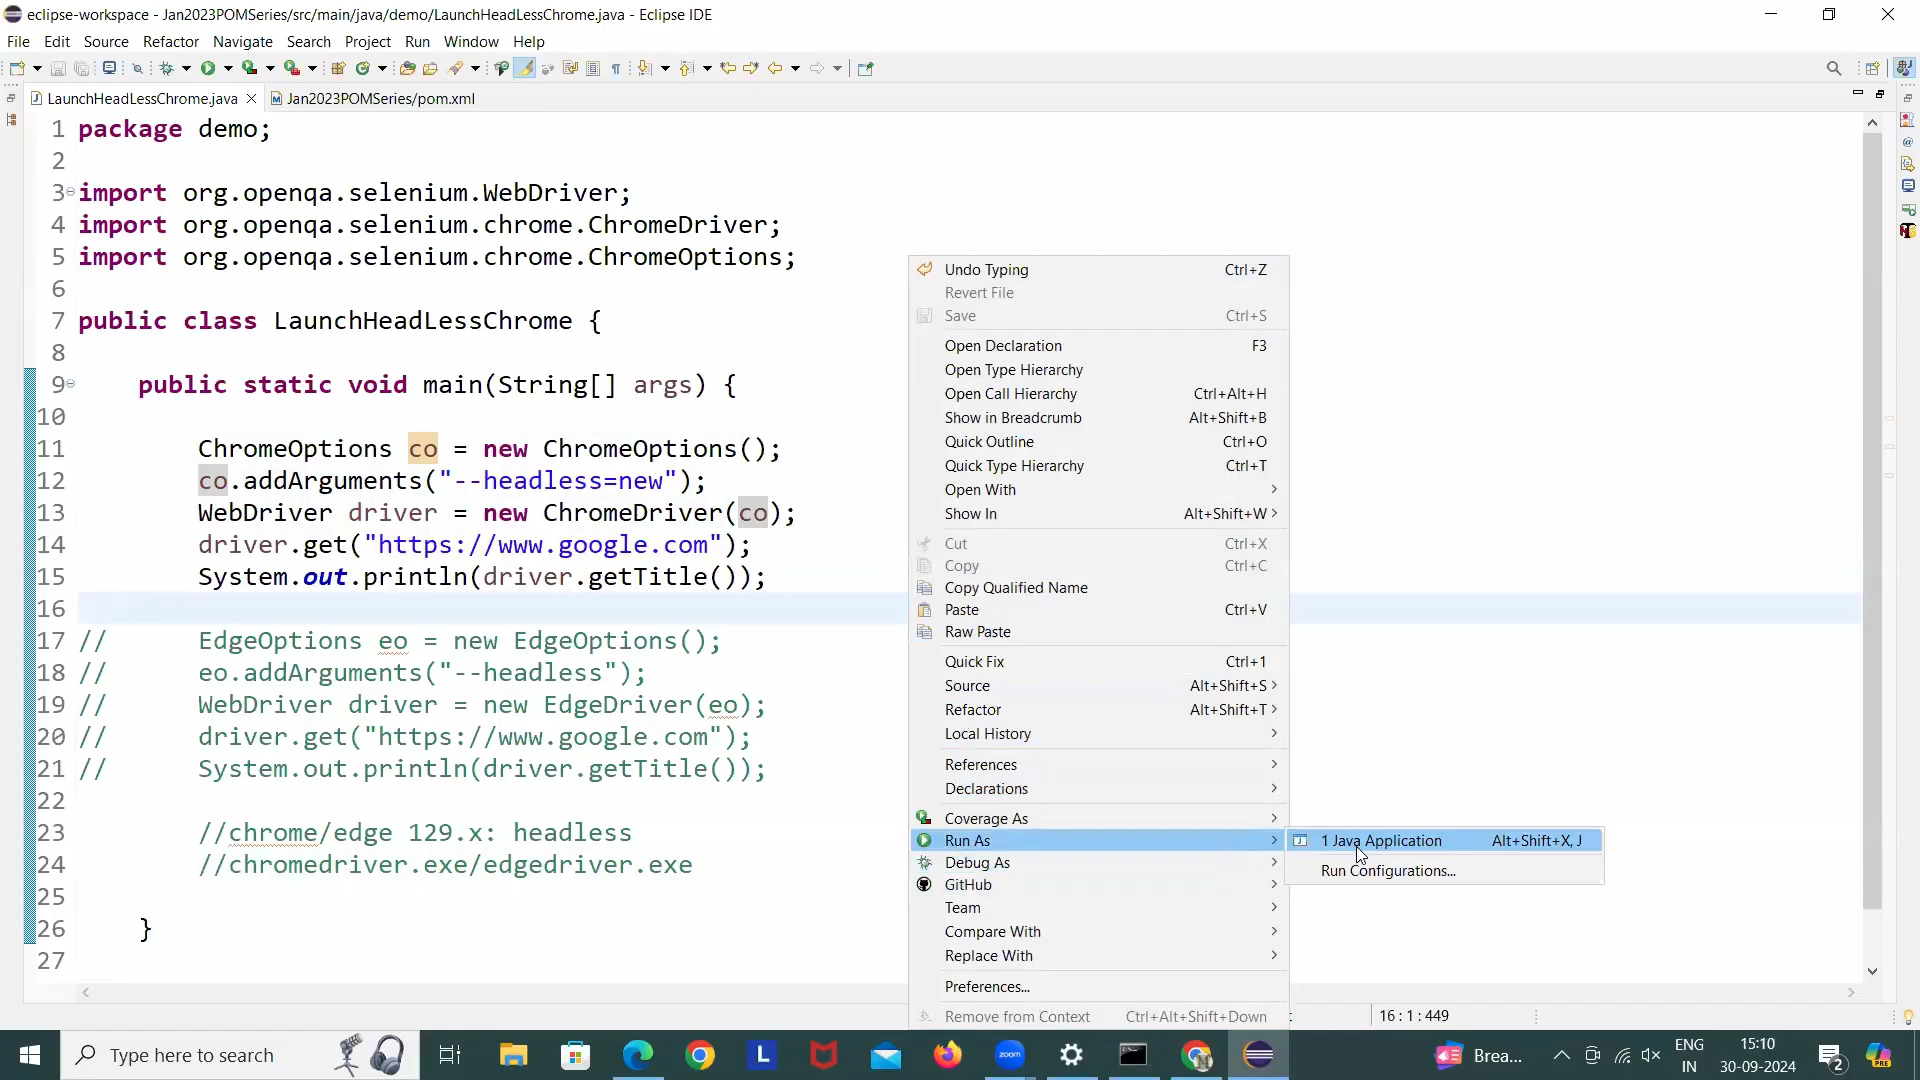 eclipse-workspace - Jan2023POMSeries/src/main/java/demo/LaunchHeadLessChrome.java - Eclipse IDE
File Edit Source Refactor Navigate Search Project Run Window Help
LaunchHeadLessChrome.java Jan2023POMSeries/pom.xml
1 package demo;
2
3 import org.openqa.selenium.WebDriver;
4 import org.openqa.selenium.chrome.ChromeDriver;
5 import org.openqa.selenium.chrome.ChromeOptions;
6
7 public class LaunchHeadLessChrome {
8
9 public static void main(String[] args) {
10
11 ChromeOptions co = new ChromeOptions();
12 co.addArguments("--headless=new");
13 WebDriver driver = new ChromeDriver(co);
14 driver.get("https://www.google.com");
15 System.out.println(driver.getTitle());
16
17 // EdgeOptions eo = new EdgeOptions();
18 // eo.addArguments("--headless");
19 // WebDriver driver = new EdgeDriver(eo);
20 // driver.get("https://www.google.com");
21 // System.out.println(driver.getTitle());
22
23 //chrome/edge 129.x: headless
24 //chromedriver.exe/edgedriver.exe
25
26 }
27
Undo Typing Ctrl+Z
Revert File
Save Ctrl+S
Open Declaration F3
Open Type Hierarchy
Open Call Hierarchy Ctrl+Alt+H
Show in Breadcrumb Alt+Shift+B
Quick Outline Ctrl+O
Quick Type Hierarchy Ctrl+T
Open With
Show In Alt+Shift+W
Cut Ctrl+X
Copy Ctrl+C
Copy Qualified Name
Paste Ctrl+V
Raw Paste
Quick Fix Ctrl+1
Source Alt+Shift+S
Refactor Alt+Shift+T
Local History
References
Declarations
Coverage As
Run As
Debug As
GitHub
Team
Compare With
Replace With
Preferences...
Remove from Context Ctrl+Alt+Shift+Down
1 Java Application Alt+Shift+X, J
Run Configurations...
16 : 1 : 449
Type here to search
zoom
L
Brea...
ENG
IN
15:10
30-09-2024
2
PRE